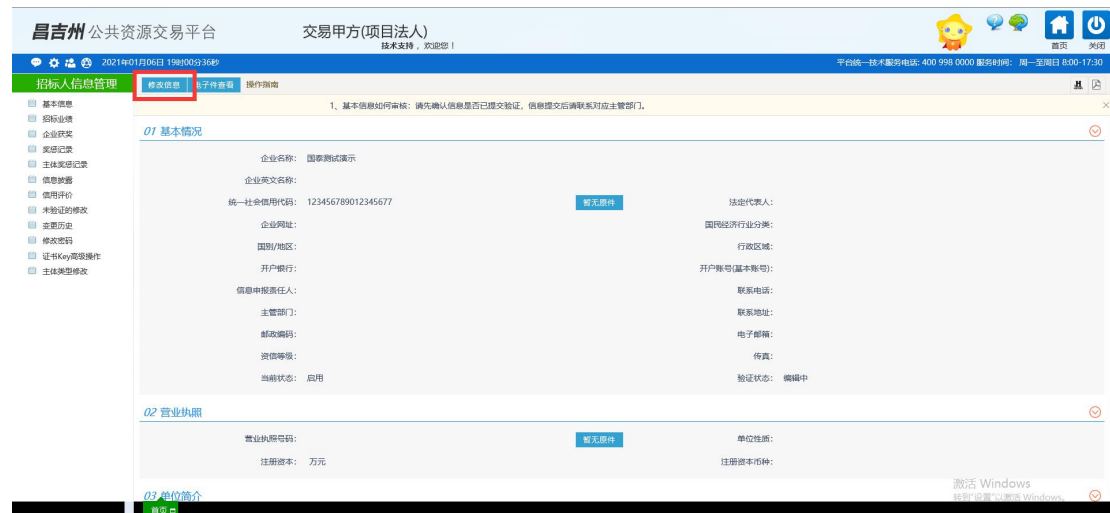 昌吉州 公共资源交易平台
交易甲方(项目法人)
技术支持，欢迎您！
首页 关闭
2021年01月06日 19时00分36秒
平台统一技术服务电话: 400 998 0000 服务时间: 周一至周日 8:00-17:30
招标人信息管理
修改信息 电子件查看 操作指南
1、基本信息如何审核：请先确认信息是否已提交验证，信息提交后请联系对应主管部门。
基本信息
招标业绩
企业获奖
奖惩记录
主体奖惩记录
信息披露
信用评价
未验证的修改
变更历史
修改密码
证书Key高级操作
主体类型修改
01 基本情况
企业名称： 国泰测试演示
企业英文名称：
统一社会信用代码： 123456789012345677 暂无原件 法定代表人：
企业网址： 国民经济行业分类：
国别/地区： 行政区域：
开户银行： 开户账号(基本账号)：
信息申报责任人： 联系电话：
主管部门： 联系地址：
邮政编码： 电子邮箱：
资信等级： 传真：
当前状态： 启用 验证状态： 编辑中
02 营业执照
营业执照号码： 暂无原件 单位性质：
注册资本： 万元 注册资本币种：
03 单位简介
激活 Windows
转到"设置"以激活 Windows。
首页